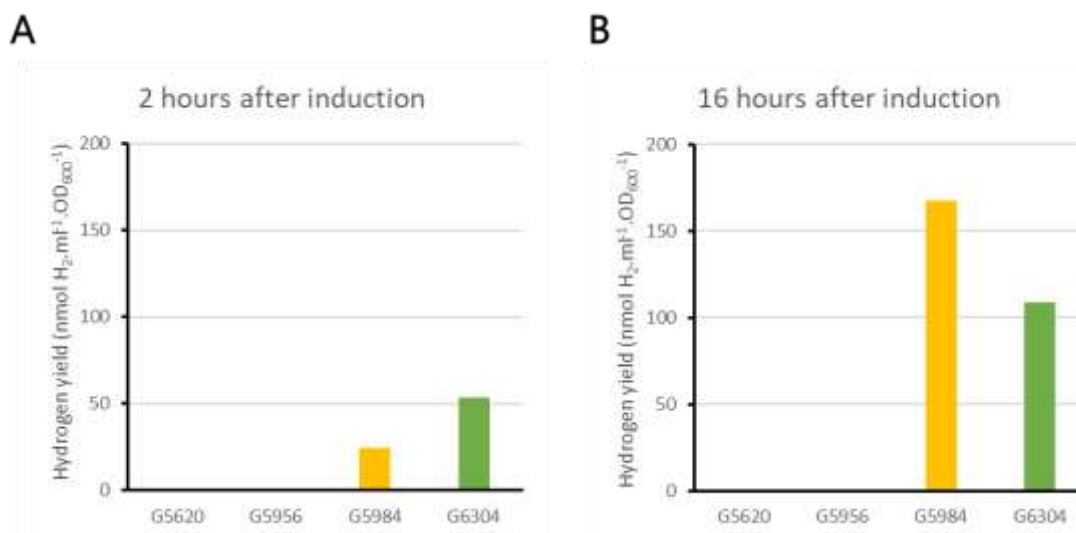 A
B
2 hours after induction
Hydrogen yield (nmol H₂.ml⁻¹.OD₆₀₀⁻¹)
200
150
100
50
0
G5620 G5956 G5984 G6304
16 hours after induction
Hydrogen yield (nmol H₂.ml⁻¹.OD₆₀₀⁻¹)
200
150
100
50
0
G5620 G5956 G5984 G6304